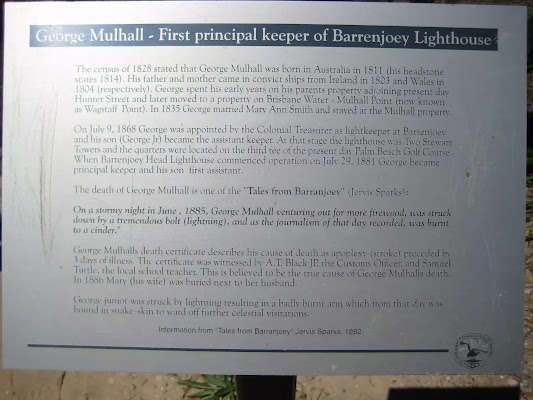 George Mulhall - First principal keeper of Barrenjoey Lighthouse
The census of 1828 stated that George Mulhall was born in Australia in 1811 (his headstone
states 1814). His father and mother came in convict ships from Ireland in 1803 and Wales in
1804 (respectively). George spent his early years on his parents property adjoining present day
Hunter Street and later moved to a property on Brisbane Water - Mulhall Point (now known
as Wagstaff Point). In 1835 George married Mary Ann Smith and stayed at the Mulhall property.
On July 9, 1868 George was appointed by the Colonial Treasurer as lightkeeper at Barrenjoey
and his son (George Jr) became the assistant keeper. At that stage the lighthouse was Two Stewart
Towers and the quarters were located on the third tee of the present day Palm Beach Golf Course.
When Barrenjoey Head Lighthouse commenced operation on July 29, 1881 George became
principal keeper and his son first assistant.
The death of George Mulhall is one of the "Tales from Barranjoey" (Jervis Sparks):
On a stormy night in June , 1885, George Mulhall venturing out for more firewood, was struck
down by a tremendous bolt (lightning), and as the journalism of that day recorded, was burnt
to a cinder."
George Mulhalls death certificate describes his cause of death as apoplexy (stroke) preceded by
3 days of illness. The certificate was witnessed by A.T. Black JP, the Customs Officer, and Samuel
Tuttle, the local school teacher. This is believed to be the true cause of George Mulhalls death.
In 1886 Mary (his wife) was buried next to her husband.
George junior was struck by lightning resulting in a badly burnt arm which from that day was
bound in snake-skin to ward off further celestial visitations.
Information from "Tales from Barranjoey" Jervis Sparks, 1992.